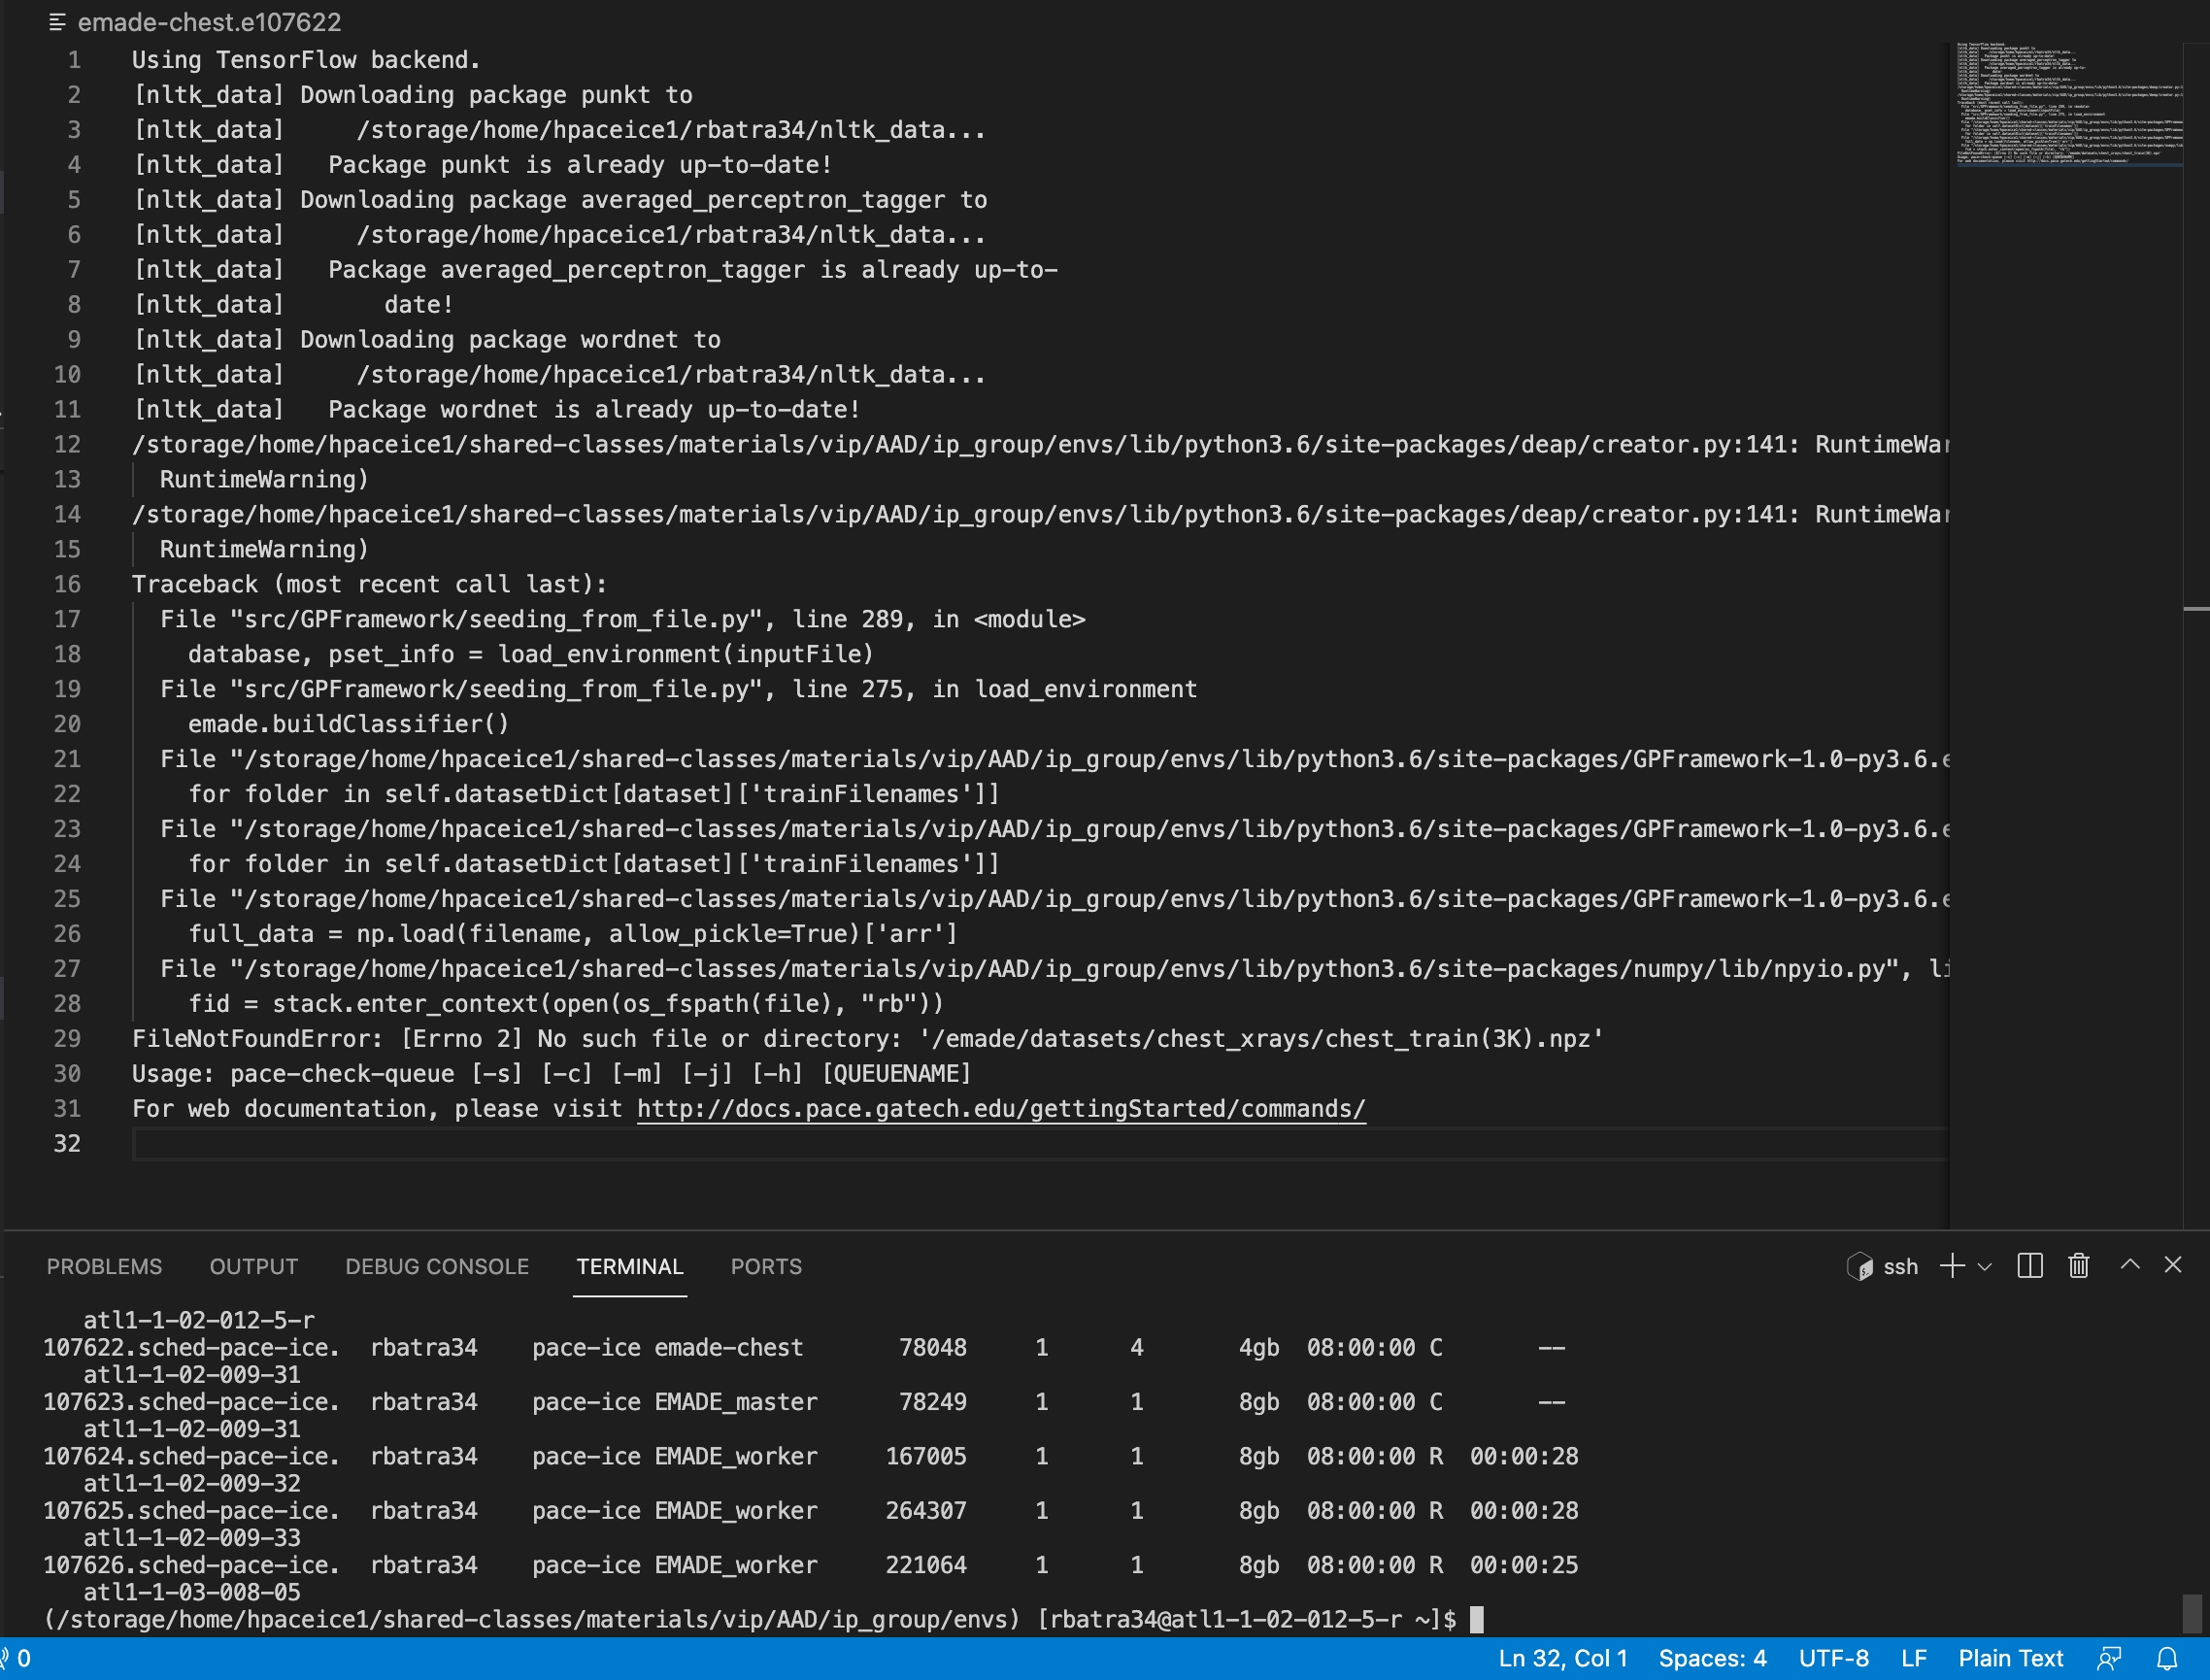 emade-chest.e107622
1 Using TensorFlow backend.
2 [nltk_data] Downloading package punkt to
3 [nltk_data]     /storage/home/hpaceice1/rbatra34/nltk_data...
4 [nltk_data]   Package punkt is already up-to-date!
5 [nltk_data] Downloading package averaged_perceptron_tagger to
6 [nltk_data]     /storage/home/hpaceice1/rbatra34/nltk_data...
7 [nltk_data]   Package averaged_perceptron_tagger is already up-to-
8 [nltk_data]       date!
9 [nltk_data] Downloading package wordnet to
10 [nltk_data]     /storage/home/hpaceice1/rbatra34/nltk_data...
11 [nltk_data]   Package wordnet is already up-to-date!
12 /storage/home/hpaceice1/shared-classes/materials/vip/AAD/ip_group/envs/lib/python3.6/site-packages/deap/creator.py:141: RuntimeWar
13   RuntimeWarning)
14 /storage/home/hpaceice1/shared-classes/materials/vip/AAD/ip_group/envs/lib/python3.6/site-packages/deap/creator.py:141: RuntimeWar
15   RuntimeWarning)
16 Traceback (most recent call last):
17   File "src/GPFramework/seeding_from_file.py", line 289, in <module>
18     database, pset_info = load_environment(inputFile)
19   File "src/GPFramework/seeding_from_file.py", line 275, in load_environment
20     emade.buildClassifier()
21   File "/storage/home/hpaceice1/shared-classes/materials/vip/AAD/ip_group/envs/lib/python3.6/site-packages/GPFramework-1.0-py3.6.e
22     for folder in self.datasetDict[dataset]['trainFilenames']]
23   File "/storage/home/hpaceice1/shared-classes/materials/vip/AAD/ip_group/envs/lib/python3.6/site-packages/GPFramework-1.0-py3.6.e
24     for folder in self.datasetDict[dataset]['trainFilenames']]
25   File "/storage/home/hpaceice1/shared-classes/materials/vip/AAD/ip_group/envs/lib/python3.6/site-packages/GPFramework-1.0-py3.6.e
26     full_data = np.load(filename, allow_pickle=True)['arr']
27   File "/storage/home/hpaceice1/shared-classes/materials/vip/AAD/ip_group/envs/lib/python3.6/site-packages/numpy/lib/npyio.py", li
28     fid = stack.enter_context(open(os_fspath(file), "rb"))
29 FileNotFoundError: [Errno 2] No such file or directory: '/emade/datasets/chest_xrays/chest_train(3K).npz'
30 Usage: pace-check-queue [-s] [-c] [-m] [-j] [-h] [QUEUENAME]
31 For web documentation, please visit http://docs.pace.gatech.edu/gettingStarted/commands/
32
PROBLEMS OUTPUT DEBUG CONSOLE TERMINAL PORTS ssh
atl1-1-02-012-5-r
107622.sched-pace-ice. rbatra34 pace-ice emade-chest 78048 1 4 4gb 08:00:00 C --
atl1-1-02-009-31
107623.sched-pace-ice. rbatra34 pace-ice EMADE_master 78249 1 1 8gb 08:00:00 C --
atl1-1-02-009-31
107624.sched-pace-ice. rbatra34 pace-ice EMADE_worker 167005 1 1 8gb 08:00:00 R 00:00:28
atl1-1-02-009-32
107625.sched-pace-ice. rbatra34 pace-ice EMADE_worker 264307 1 1 8gb 08:00:00 R 00:00:28
atl1-1-02-009-33
107626.sched-pace-ice. rbatra34 pace-ice EMADE_worker 221064 1 1 8gb 08:00:00 R 00:00:25
atl1-1-03-008-05
(/storage/home/hpaceice1/shared-classes/materials/vip/AAD/ip_group/envs) [rbatra34@atl1-1-02-012-5-r ~]$
0 Ln 32, Col 1 Spaces: 4 UTF-8 LF Plain Text